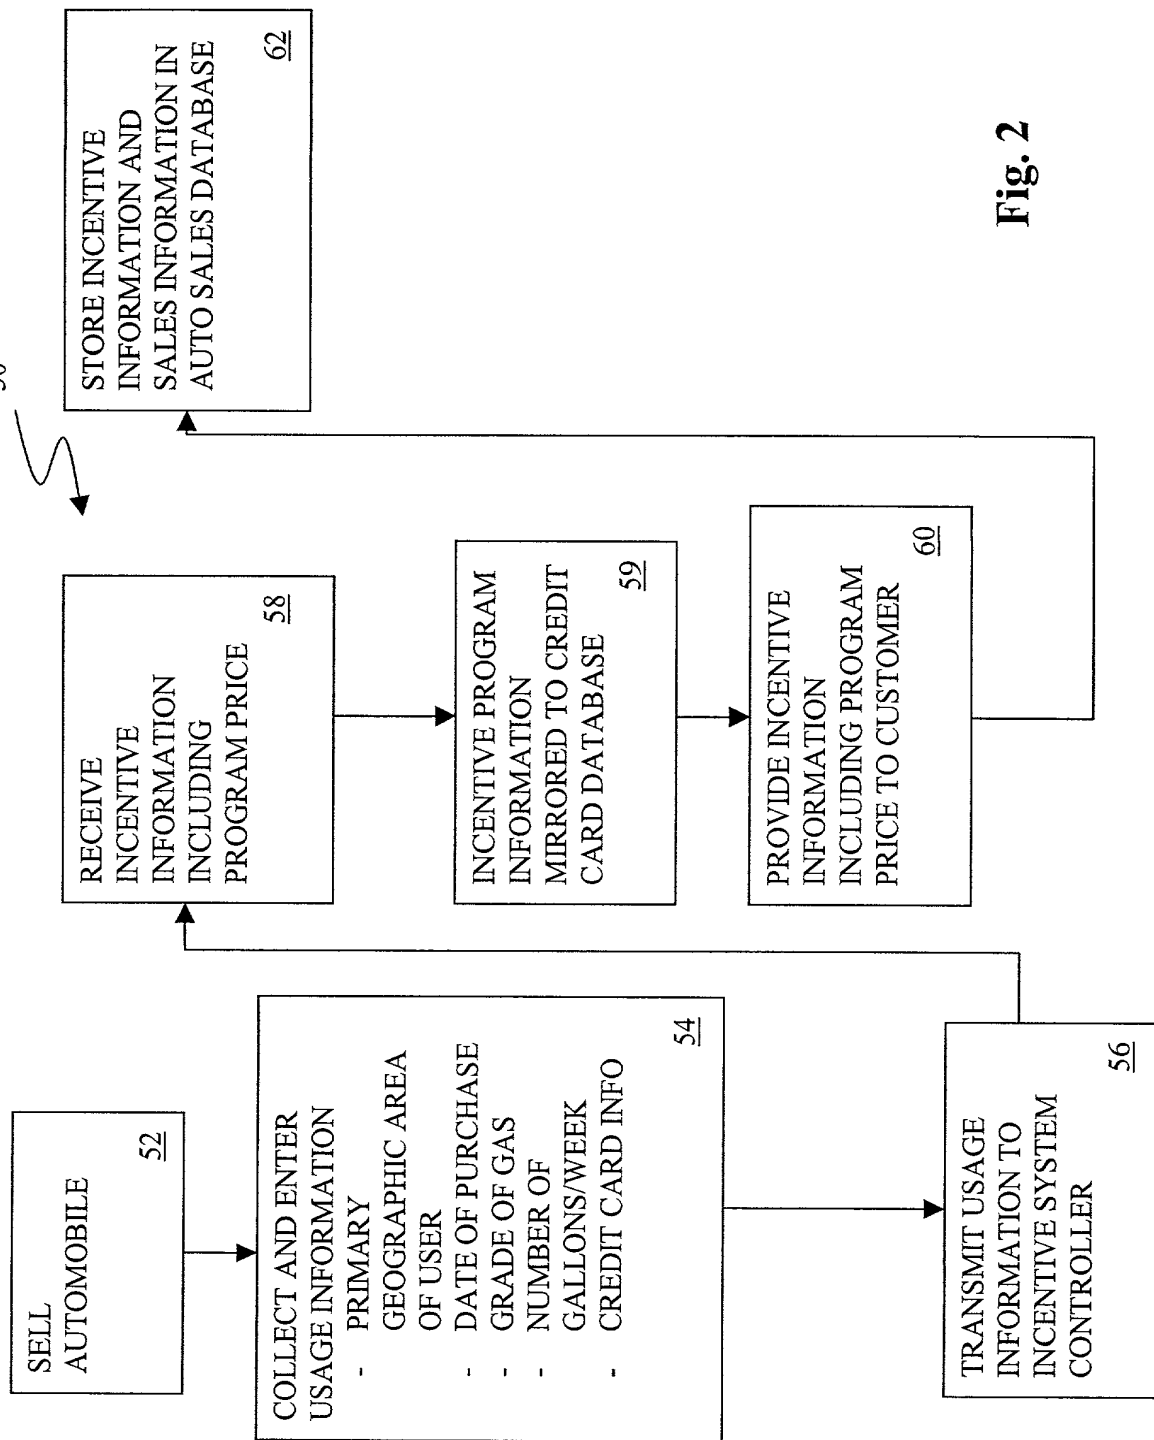 SELL
AUTOMOBILE
52
COLLECT AND ENTER
USAGE INFORMATION
- PRIMARY
GEOGRAPHIC AREA
OF USER
- DATE OF PURCHASE
- GRADE OF GAS
- NUMBER OF
GALLONS/WEEK
- CREDIT CARD INFO
54
TRANSMIT USAGE
INFORMATION TO
INCENTIVE SYSTEM
CONTROLLER
56
RECEIVE
INCENTIVE
INFORMATION
INCLUDING
PROGRAM PRICE
58
INCENTIVE PROGRAM
INFORMATION
MIRRORED TO CREDIT
CARD DATABASE
59
PROVIDE INCENTIVE
INFORMATION
INCLUDING PROGRAM
PRICE TO CUSTOMER
60
STORE INCENTIVE
INFORMATION AND
SALES INFORMATION IN
AUTO SALES DATABASE
62
Fig. 2